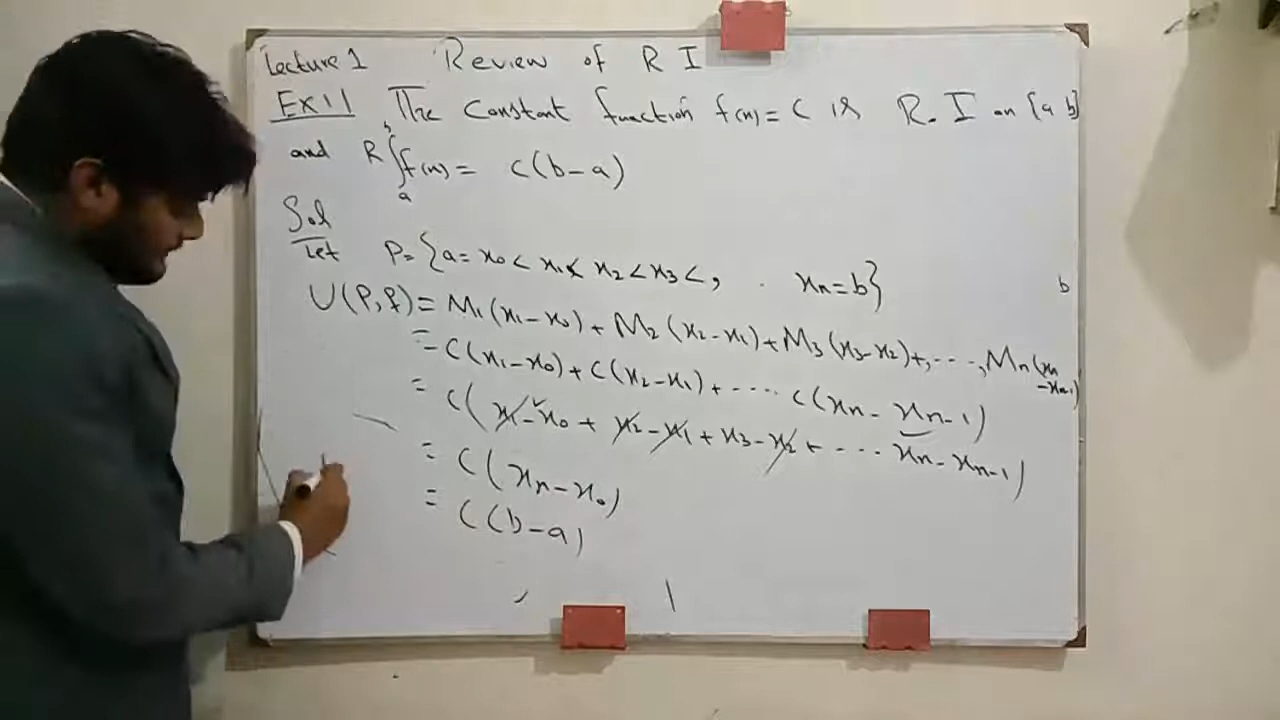 Lecture 1 Review of R I
Ex 1| The Constant function f(x) = C is R.I on [a b]
and R∫ₐᵇ f(x) = C(b-a)
Sol
Let P = {a = x₀ < x₁ < x₂ < x₃ < , . xₙ = b} b
U(P,f) = M₁(x₁-x₀) + M₂(x₂-x₁) + M₃(x₃-x₂) +, ---, Mₙ(xₙ - xₙ₋₁)
= C(x₁-x₀) + C(x₂-x₁) + ---- C(xₙ - xₙ₋₁)
= C(x₁-x₀ + x₂-x₁ + x₃-x₂ + --- xₙ - xₙ₋₁)
= C(xₙ-x₀)
= C(b-a)